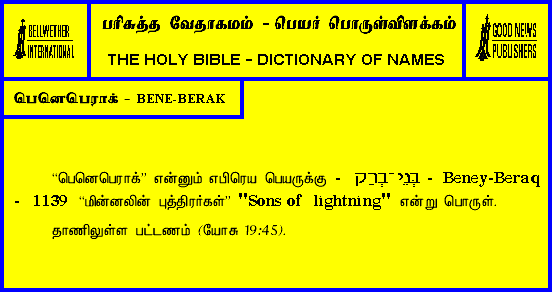 BELLWETHER INTERNATIONAL
பரிசுத்த வேதாகமம் - பெயர் பொருள்விளக்கம்
THE HOLY BIBLE - DICTIONARY OF NAMES
GOOD NEWS PUBLISHERS
பெனெபெராக் - BENE-BERAK
“பெனெபெராக்” என்னும் எபிரெய பெயருக்கு - בְּנֵי־בְרַק - Beney-Beraq
- 1139 “மின்னலின் புத்திரர்கள்” "Sons of lightning" என்று பொருள்.
தாணிலுள்ள பட்டணம் (யோசு 19:45).